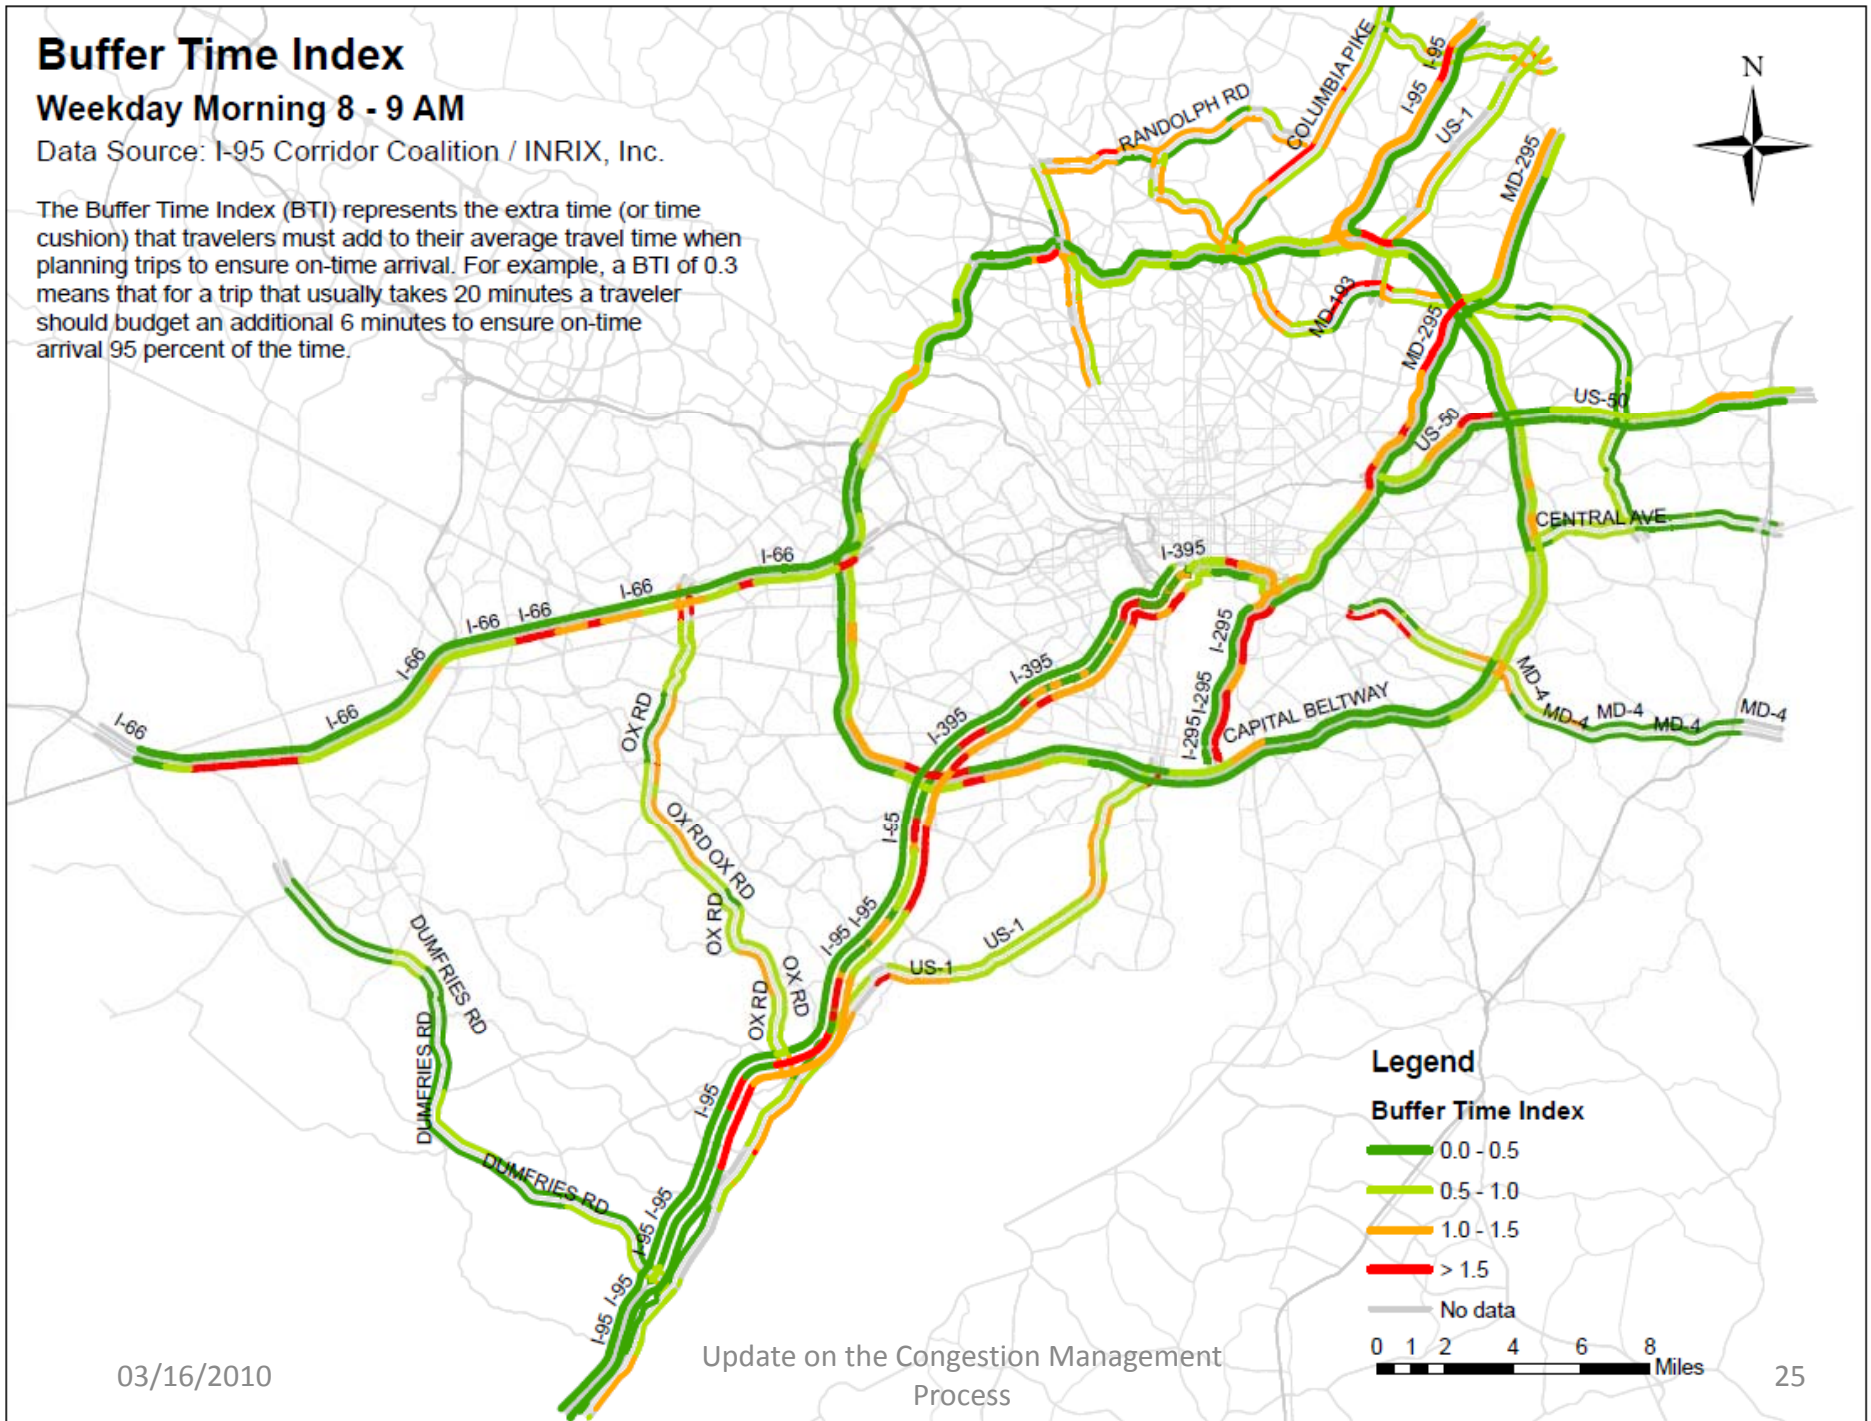 Buffer Time Index
Weekday Morning 8 - 9 AM
Data Source: I-95 Corridor Coalition / INRIX, Inc.
The Buffer Time Index (BTI) represents the extra time (or time
cushion) that travelers must add to their average travel time when
planning trips to ensure on-time arrival. For example, a BTI of 0.3
means that for a trip that usually takes 20 minutes a traveler
should budget an additional 6 minutes to ensure on-time
arrival 95 percent of the time.
N
COLUMBIA PIKE
I-95
I-95
US-1
RANDOLPH RD
MD-295
MD-193
MD-295
US-50
US-50
CENTRAL AVE
I-395
I-66
I-66
I-66
I-66
I-66
I-66
I-66
I-295
I-295
I-295
CAPITAL BELTWAY
MD-4
MD-4
MD-4
MD-4
MD-4
I-395
I-395
OX RD
OX RD
OX RD
OX RD
OX RD
OX RD
I-95
I-95
I-95
US-1
US-1
DUMFRIES RD
DUMFRIES RD
DUMFRIES RD
I-95
I-95
I-95
I-95
I-95
Legend
Buffer Time Index
0.0 - 0.5
0.5 - 1.0
1.0 - 1.5
> 1.5
No data
0 1 2 4 6 8
Miles
03/16/2010
Update on the Congestion Management
Process
25